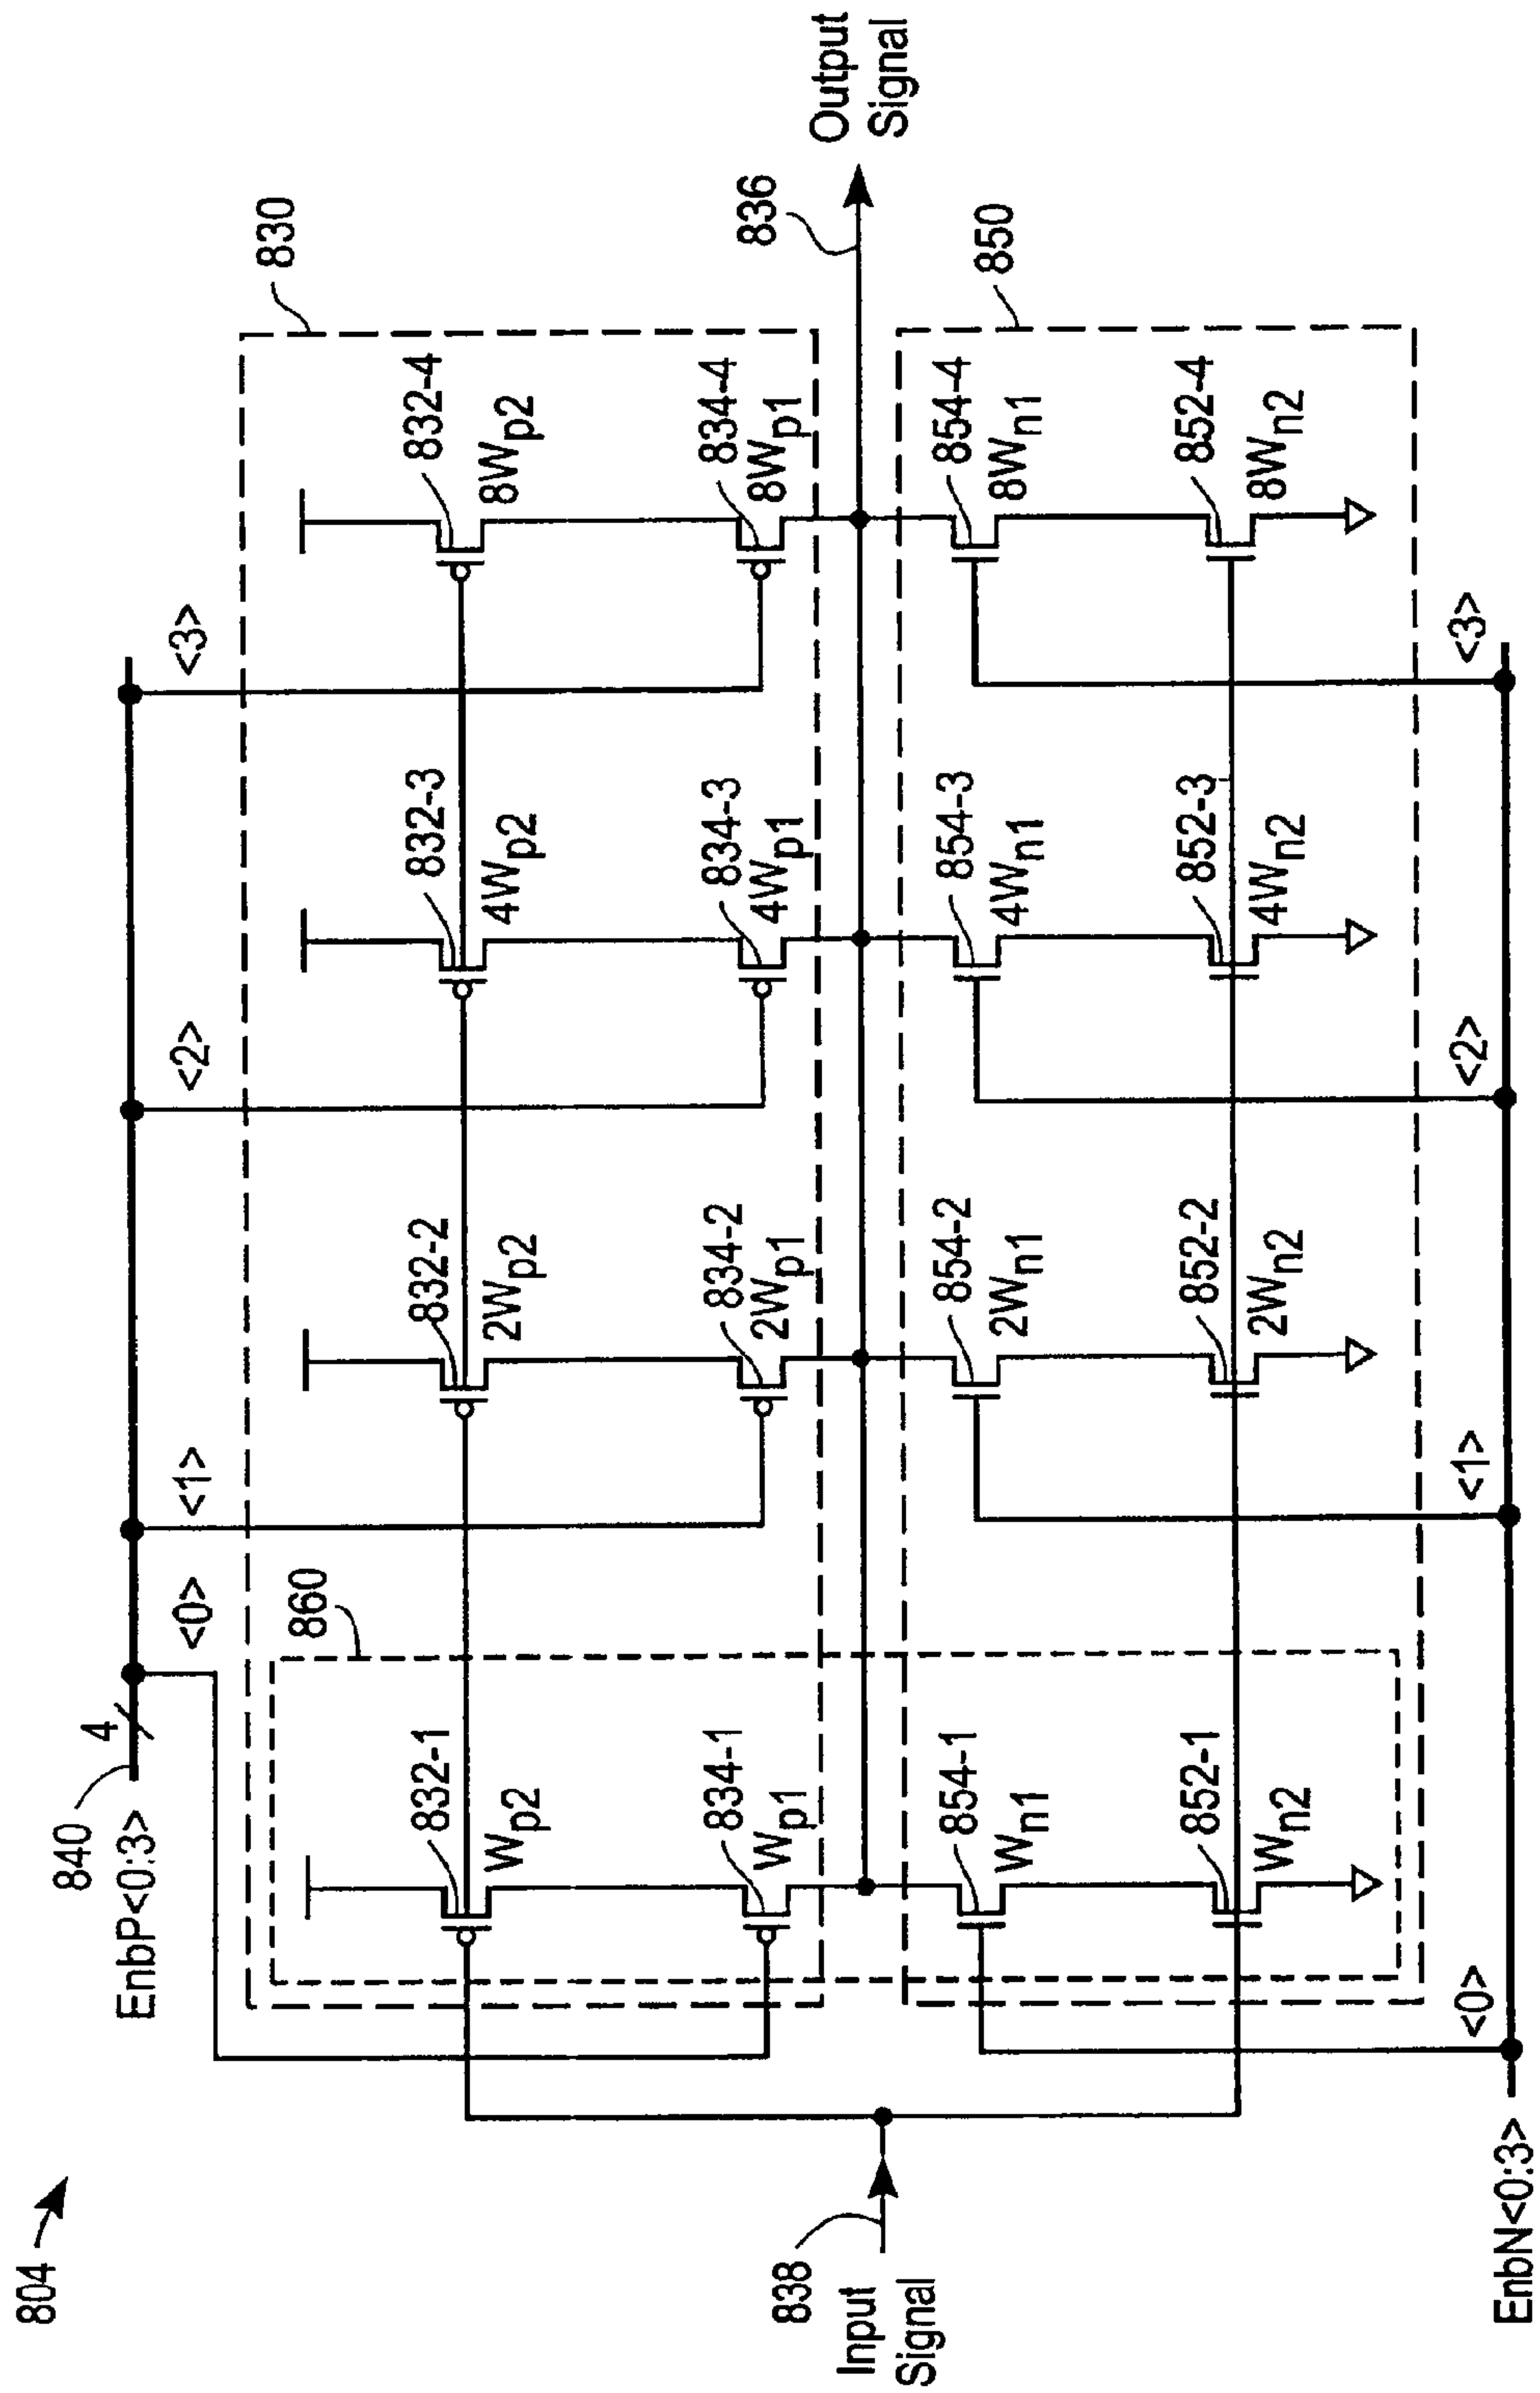 804
840
EnbP<0:3>
4
<0>
<1>
<2>
<3>
830
860
832-1
Wp2
832-2
2Wp2
832-3
4Wp2
832-4
8Wp2
834-1
Wp1
834-2
2Wp1
834-3
4Wp1
834-4
8Wp1
838
Input
Signal
836
Output
Signal
850
854-1
Wn1
854-2
2Wn1
854-3
4Wn1
854-4
8Wn1
852-1
Wn2
852-2
2Wn2
852-3
4Wn2
852-4
8Wn2
<0>
<1>
<2>
<3>
EnbN<0:3>